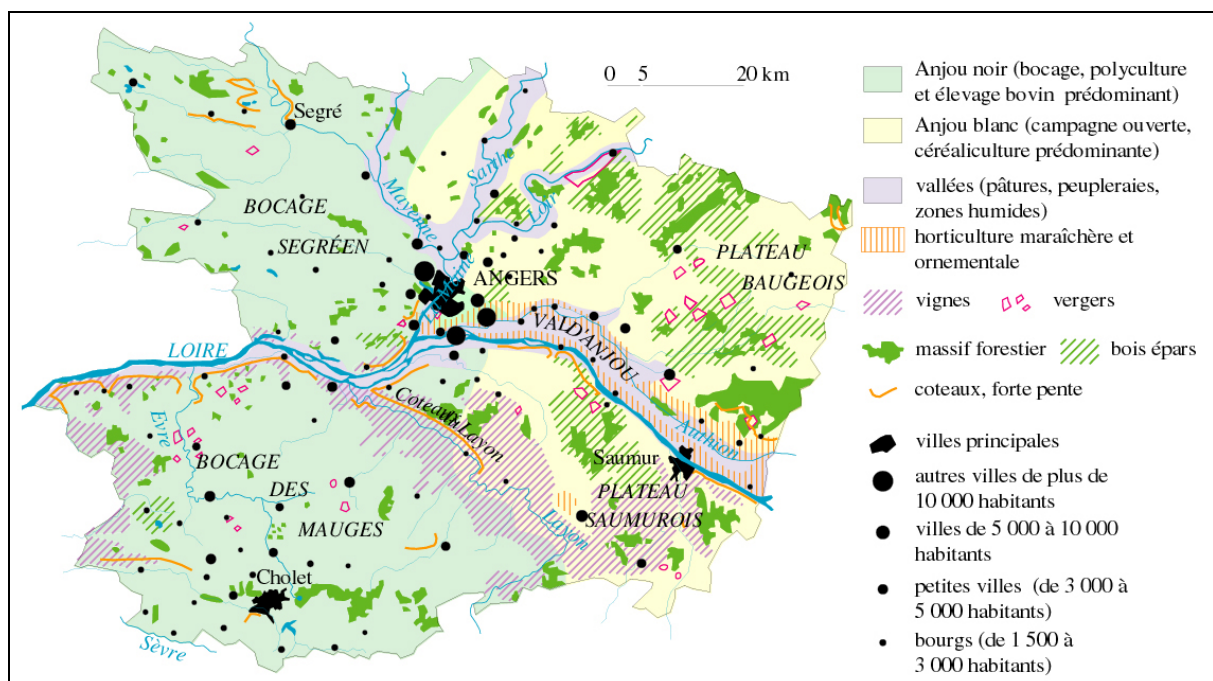 0 5 20 km
Segré
BOCAGE
SEGRÉEN
Mayenne
Sarthe
Loir
La Maine
ANGERS
PLATEAU
BAUGEOIS
VAL D'ANJOU
LOIRE
Evre
Coteau du Layon
Authion
BOCAGE
DES
MAUGES
Saumur
PLATEAU
SAUMUROIS
Layon
Cholet
Sèvre
Anjou noir (bocage, polyculture
et élevage bovin prédominant)
Anjou blanc (campagne ouverte,
céréaliculture prédominante)
vallées (pâtures, peupleraies,
zones humides)
horticulture maraîchère et
ornementale
vignes
vergers
massif forestier
bois épars
coteaux, forte pente
villes principales
autres villes de plus de
10 000 habitants
villes de 5 000 à 10 000
habitants
petites villes (de 3 000 à
5 000 habitants)
bourgs (de 1 500 à
3 000 habitants)